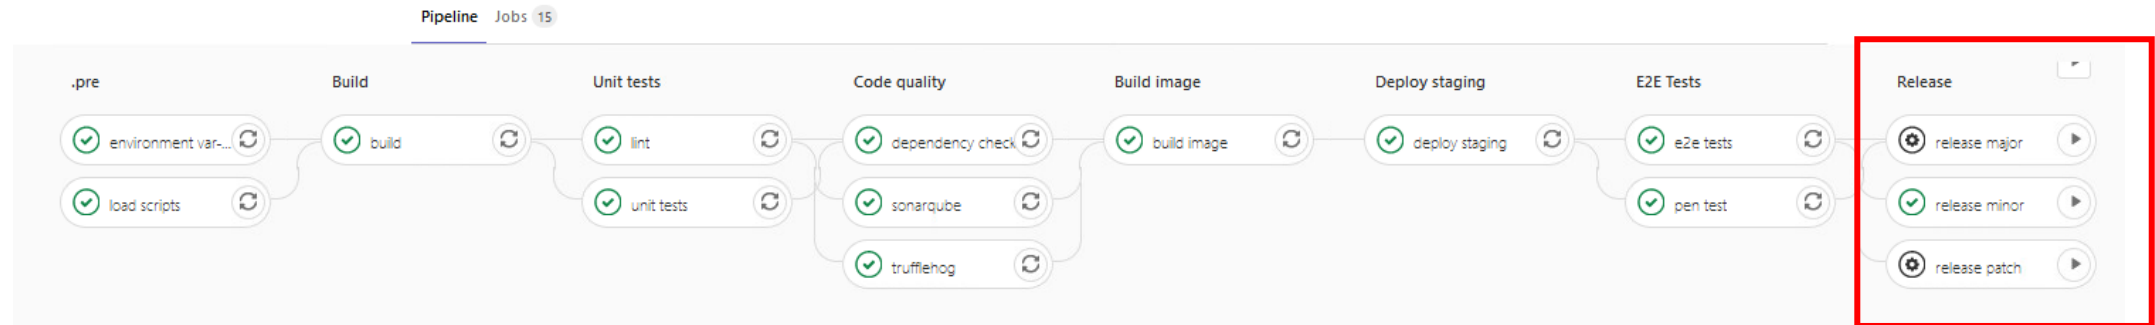 Pipeline Jobs 15
.pre
Build
Unit tests
Code quality
Build image
Deploy staging
E2E Tests
Release
environment var-...
build
lint
dependency check
build image
deploy staging
e2e tests
release major
load scripts
unit tests
sonarqube
pen test
release minor
trufflehog
release patch